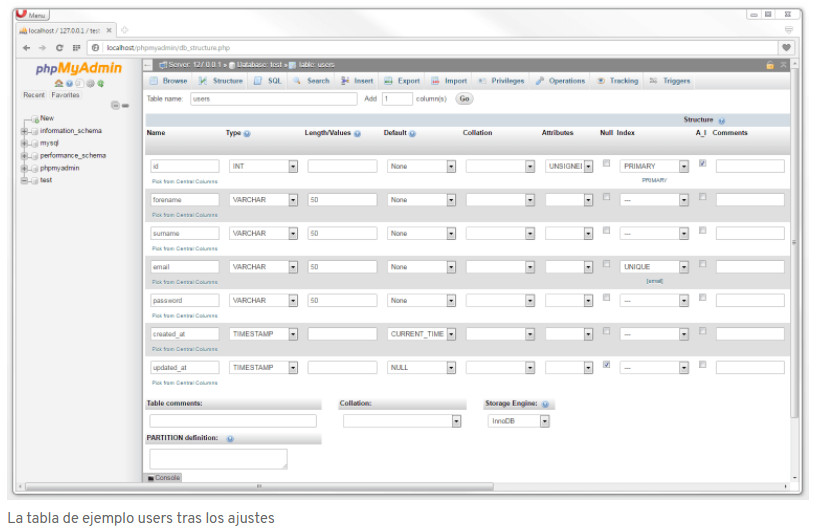 Menu
localhost / 127.0.0.1 / test
localhost/phpmyadmin/db_structure.php
phpMyAdmin
Recent Favorites
New
information_schema
mysql
performance_schema
phpmyadmin
test
Server: 127.0.0.1 » Database: test » Table: users
Browse Structure SQL Search Insert Export Import Privileges Operations Tracking Triggers
Table name: users Add 1 column(s) Go
Structure
Name Type Length/Values Default Collation Attributes Null Index A_I Comments
id INT None UNSIGNED PRIMARY
Pick from Central Columns PRIMARY
forename VARCHAR 50 None ---
Pick from Central Columns
surname VARCHAR 50 None ---
Pick from Central Columns
email VARCHAR 50 None UNIQUE
Pick from Central Columns [email]
password VARCHAR 50 None ---
Pick from Central Columns
created_at TIMESTAMP CURRENT_TIME ---
Pick from Central Columns
updated_at TIMESTAMP NULL ---
Pick from Central Columns
Table comments: Collation: Storage Engine:
InnoDB
PARTITION definition:
Console
La tabla de ejemplo users tras los ajustes